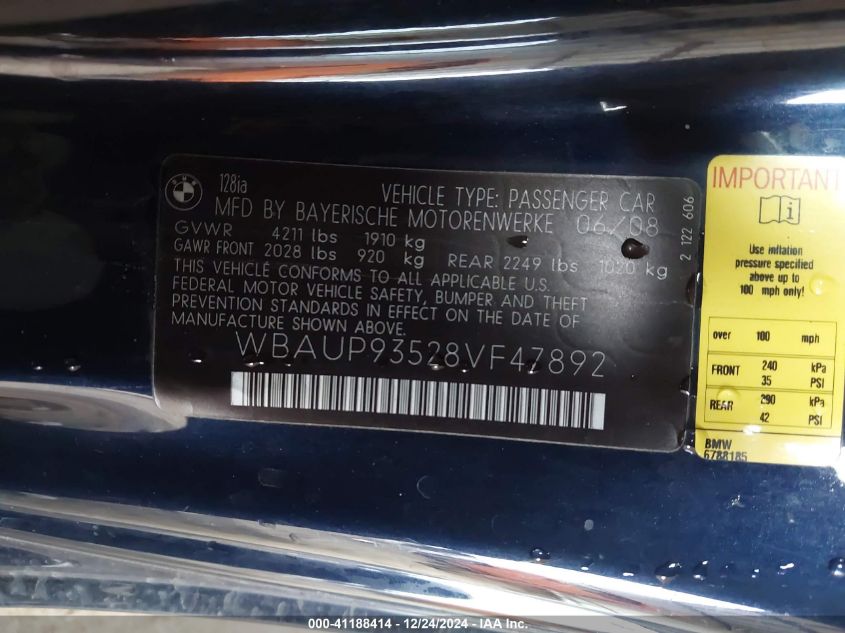 BMW
128ia
VEHICLE TYPE: PASSENGER CAR
MFD BY BAYERISCHE MOTORENWERKE 06/08
GVWR 4211 lbs 1910 kg
GAWR FRONT 2028 lbs 920 kg REAR 2249 lbs 1020 kg
THIS VEHICLE CONFORMS TO ALL APPLICABLE U.S.
FEDERAL MOTOR VEHICLE SAFETY, BUMPER AND THEFT
PREVENTION STANDARDS IN EFFECT ON THE DATE OF
MANUFACTURE SHOWN ABOVE.
WBAUP93528VF47892
2 122 606
IMPORTANT
i
Use inflation
pressure specified
above up to
100 mph only!
over 100 mph
FRONT 240 kPa
35 PSI
REAR 290 kPa
42 PSI
BMW
6788185
000-41188414 - 12/24/2024 - IAA Inc.